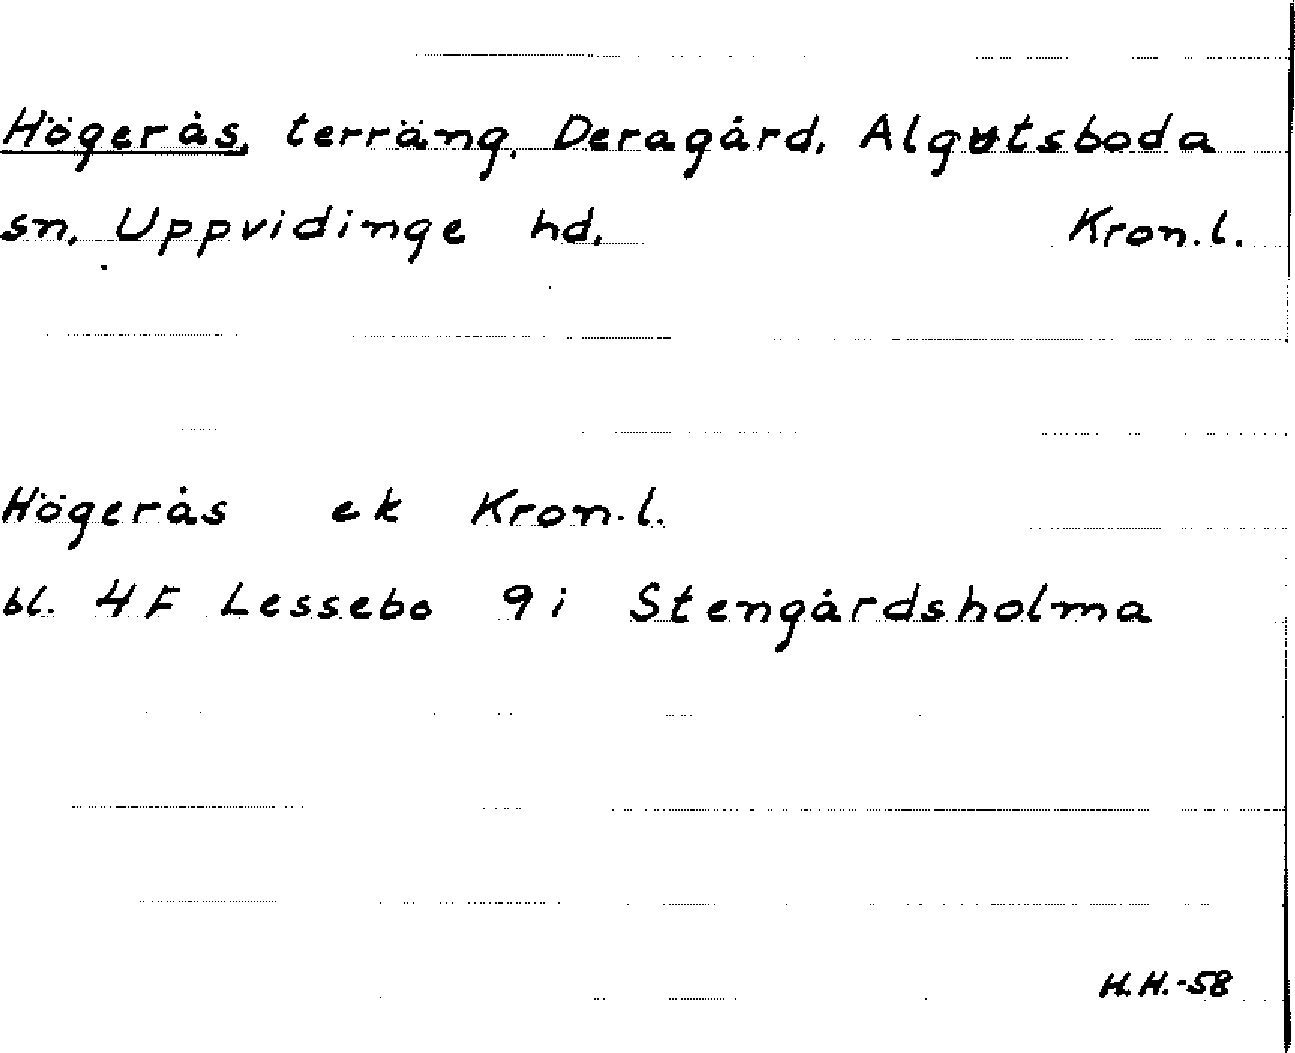 Högerås, terräng, Deragård, Algutsboda
sn, Uppvidinge hd, Kron.l.
Högerås ek Kron.l.
bl. 4F Lessebo 9i Stengårdsholma
H.H.-58